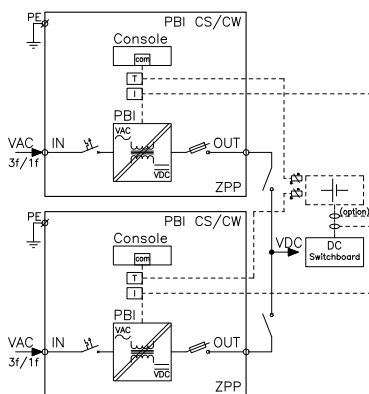 PE
PBI CS/CW
Console
com
T
I
PBI
VAC
3f/1f
IN
VAC
VDC
OUT
ZPP
(option)
VDC
DC
Switchboard
PE
PBI CS/CW
Console
com
T
I
PBI
VAC
3f/1f
IN
VAC
VDC
OUT
ZPP